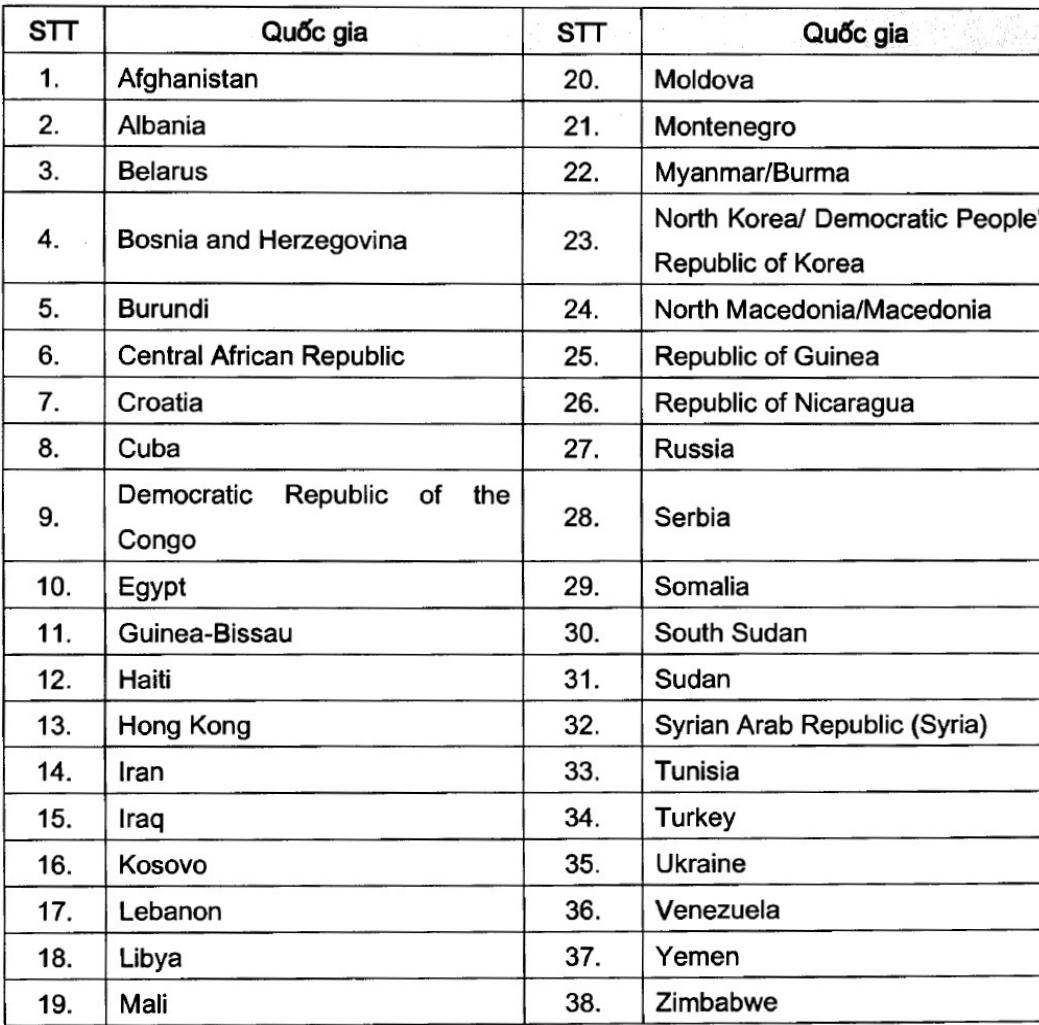 STT Quốc gia STT Quốc gia
1. Afghanistan 20. Moldova
2. Albania 21. Montenegro
3. Belarus 22. Myanmar/Burma
4. Bosnia and Herzegovina 23. North Korea/ Democratic People'
Republic of Korea
5. Burundi 24. North Macedonia/Macedonia
6. Central African Republic 25. Republic of Guinea
7. Croatia 26. Republic of Nicaragua
8. Cuba 27. Russia
9. Democratic Republic of the
Congo 28. Serbia
10. Egypt 29. Somalia
11. Guinea-Bissau 30. South Sudan
12. Haiti 31. Sudan
13. Hong Kong 32. Syrian Arab Republic (Syria)
14. Iran 33. Tunisia
15. Iraq 34. Turkey
16. Kosovo 35. Ukraine
17. Lebanon 36. Venezuela
18. Libya 37. Yemen
19. Mali 38. Zimbabwe